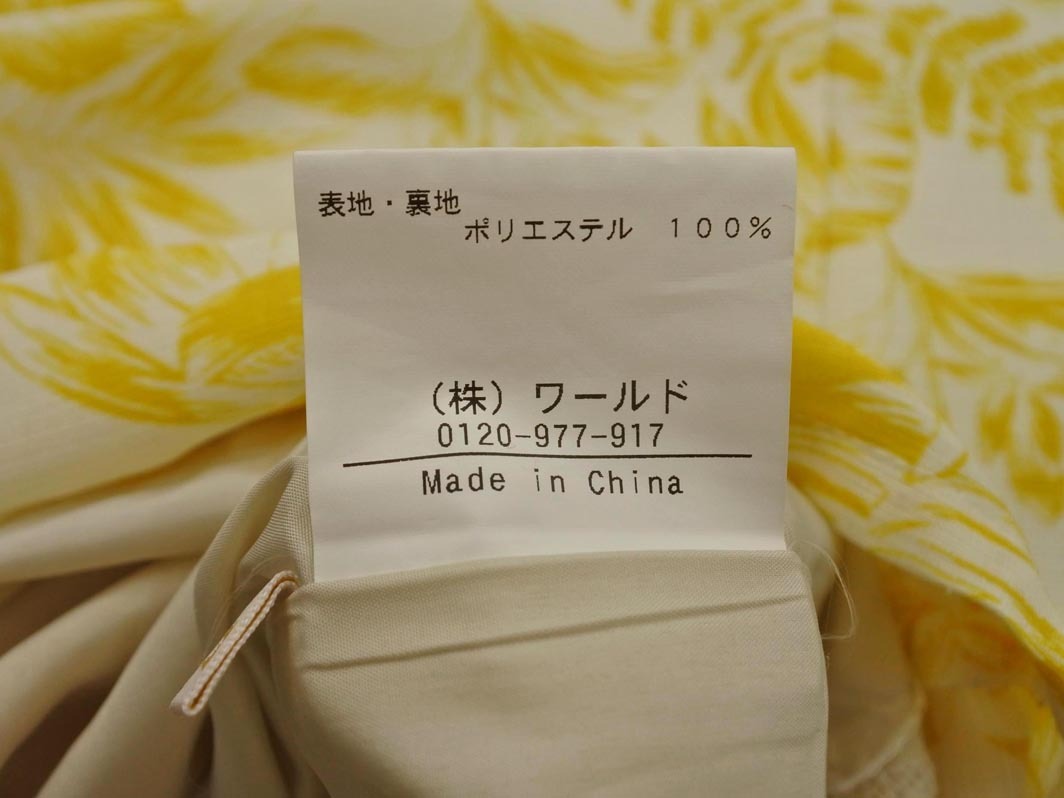 表地・裏地
ポリエステル　１００％
（株）ワールド
0120-977-917
Made in China